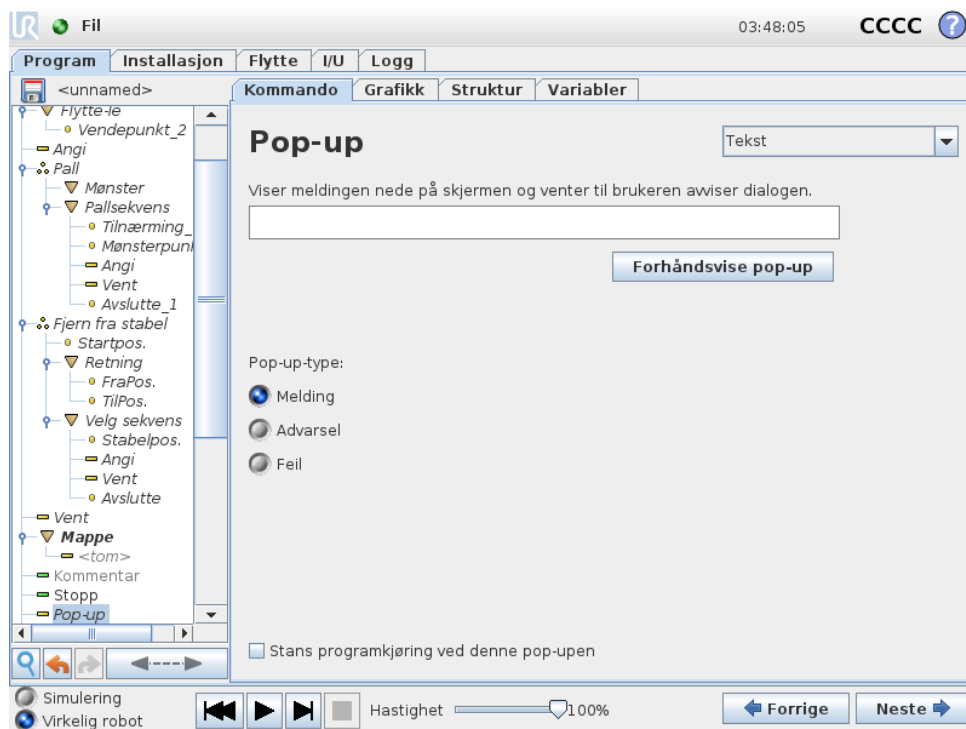 UR Fil 03:48:05 CCCC ?
Program Installasjon Flytte I/U Logg
<unnamed>
Kommando Grafikk Struktur Variabler
Flytte-le
Vendepunkt_2
Angi
Pall
Mønster
Pallsekvens
Tilnærming_
Mønsterpun
Angi
Vent
Avslutte_1
Fjern fra stabel
Startpos.
Retning
FraPos.
TilPos.
Velg sekvens
Stabelpos.
Angi
Vent
Avslutte
Vent
Mappe
<tom>
Kommentar
Stopp
Pop-up
Pop-up
Tekst
Viser meldingen nede på skjermen og venter til brukeren avviser dialogen.
Forhåndsvise pop-up
Pop-up-type:
Melding
Advarsel
Feil
Stans programkjøring ved denne pop-upen
Simulering
Virkelig robot
Hastighet 100%
Forrige Neste